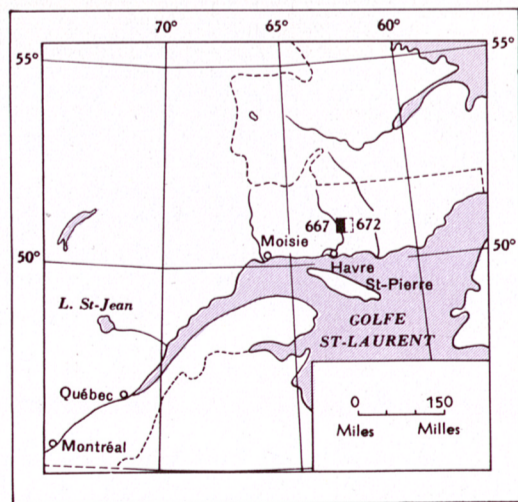 70° 65° 60°
55° 55°
667 672
Moisie
50° 50°
Havre
St-Pierre
L. St-Jean
GOLFE
ST-LAURENT
Québec
0 150
Miles Milles
Montréal